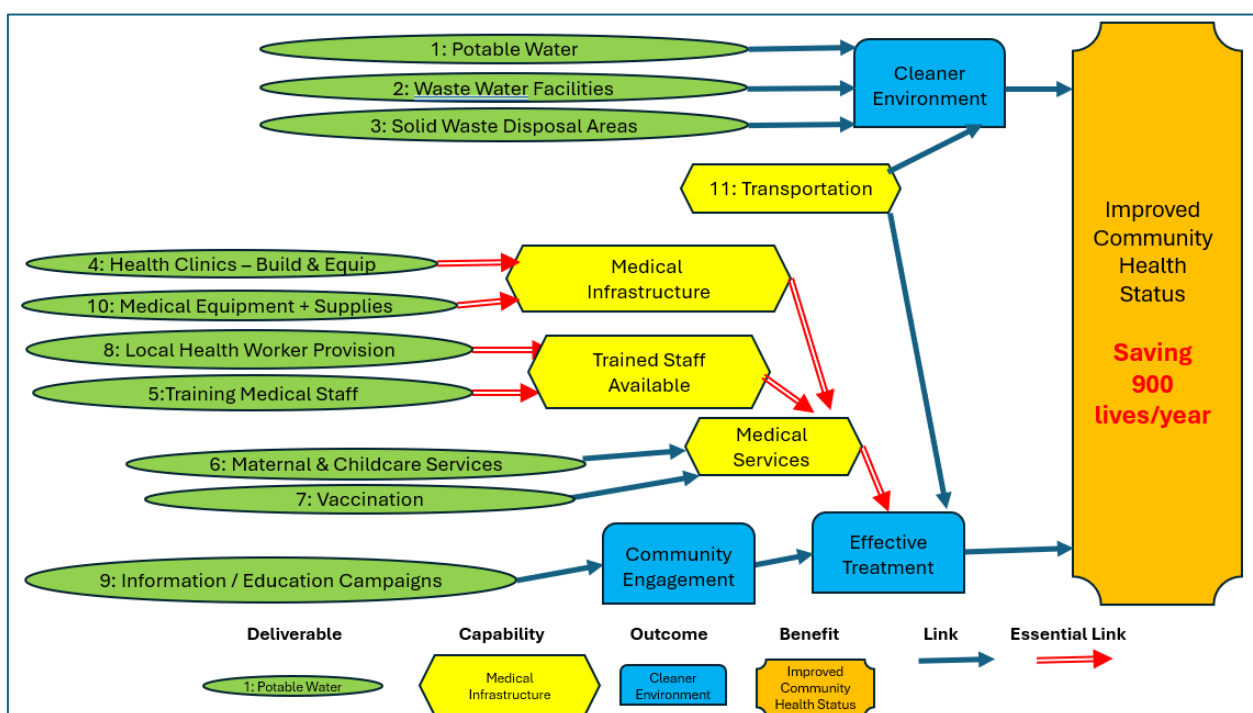 1: Potable Water
2: Waste Water Facilities
3: Solid Waste Disposal Areas
Cleaner
Environment
11: Transportation
4: Health Clinics – Build & Equip
10: Medical Equipment + Supplies
Medical
Infrastructure
8: Local Health Worker Provision
5:Training Medical Staff
Trained Staff
Available
6: Maternal & Childcare Services
7: Vaccination
Medical
Services
9: Information / Education Campaigns
Community
Engagement
Effective
Treatment
Improved
Community
Health
Status
Saving
900
lives/year
Deliverable
Capability
Outcome
Benefit
Link
Essential Link
1: Potable Water
Medical
Infrastructure
Cleaner
Environment
Improved
Community
Health Status